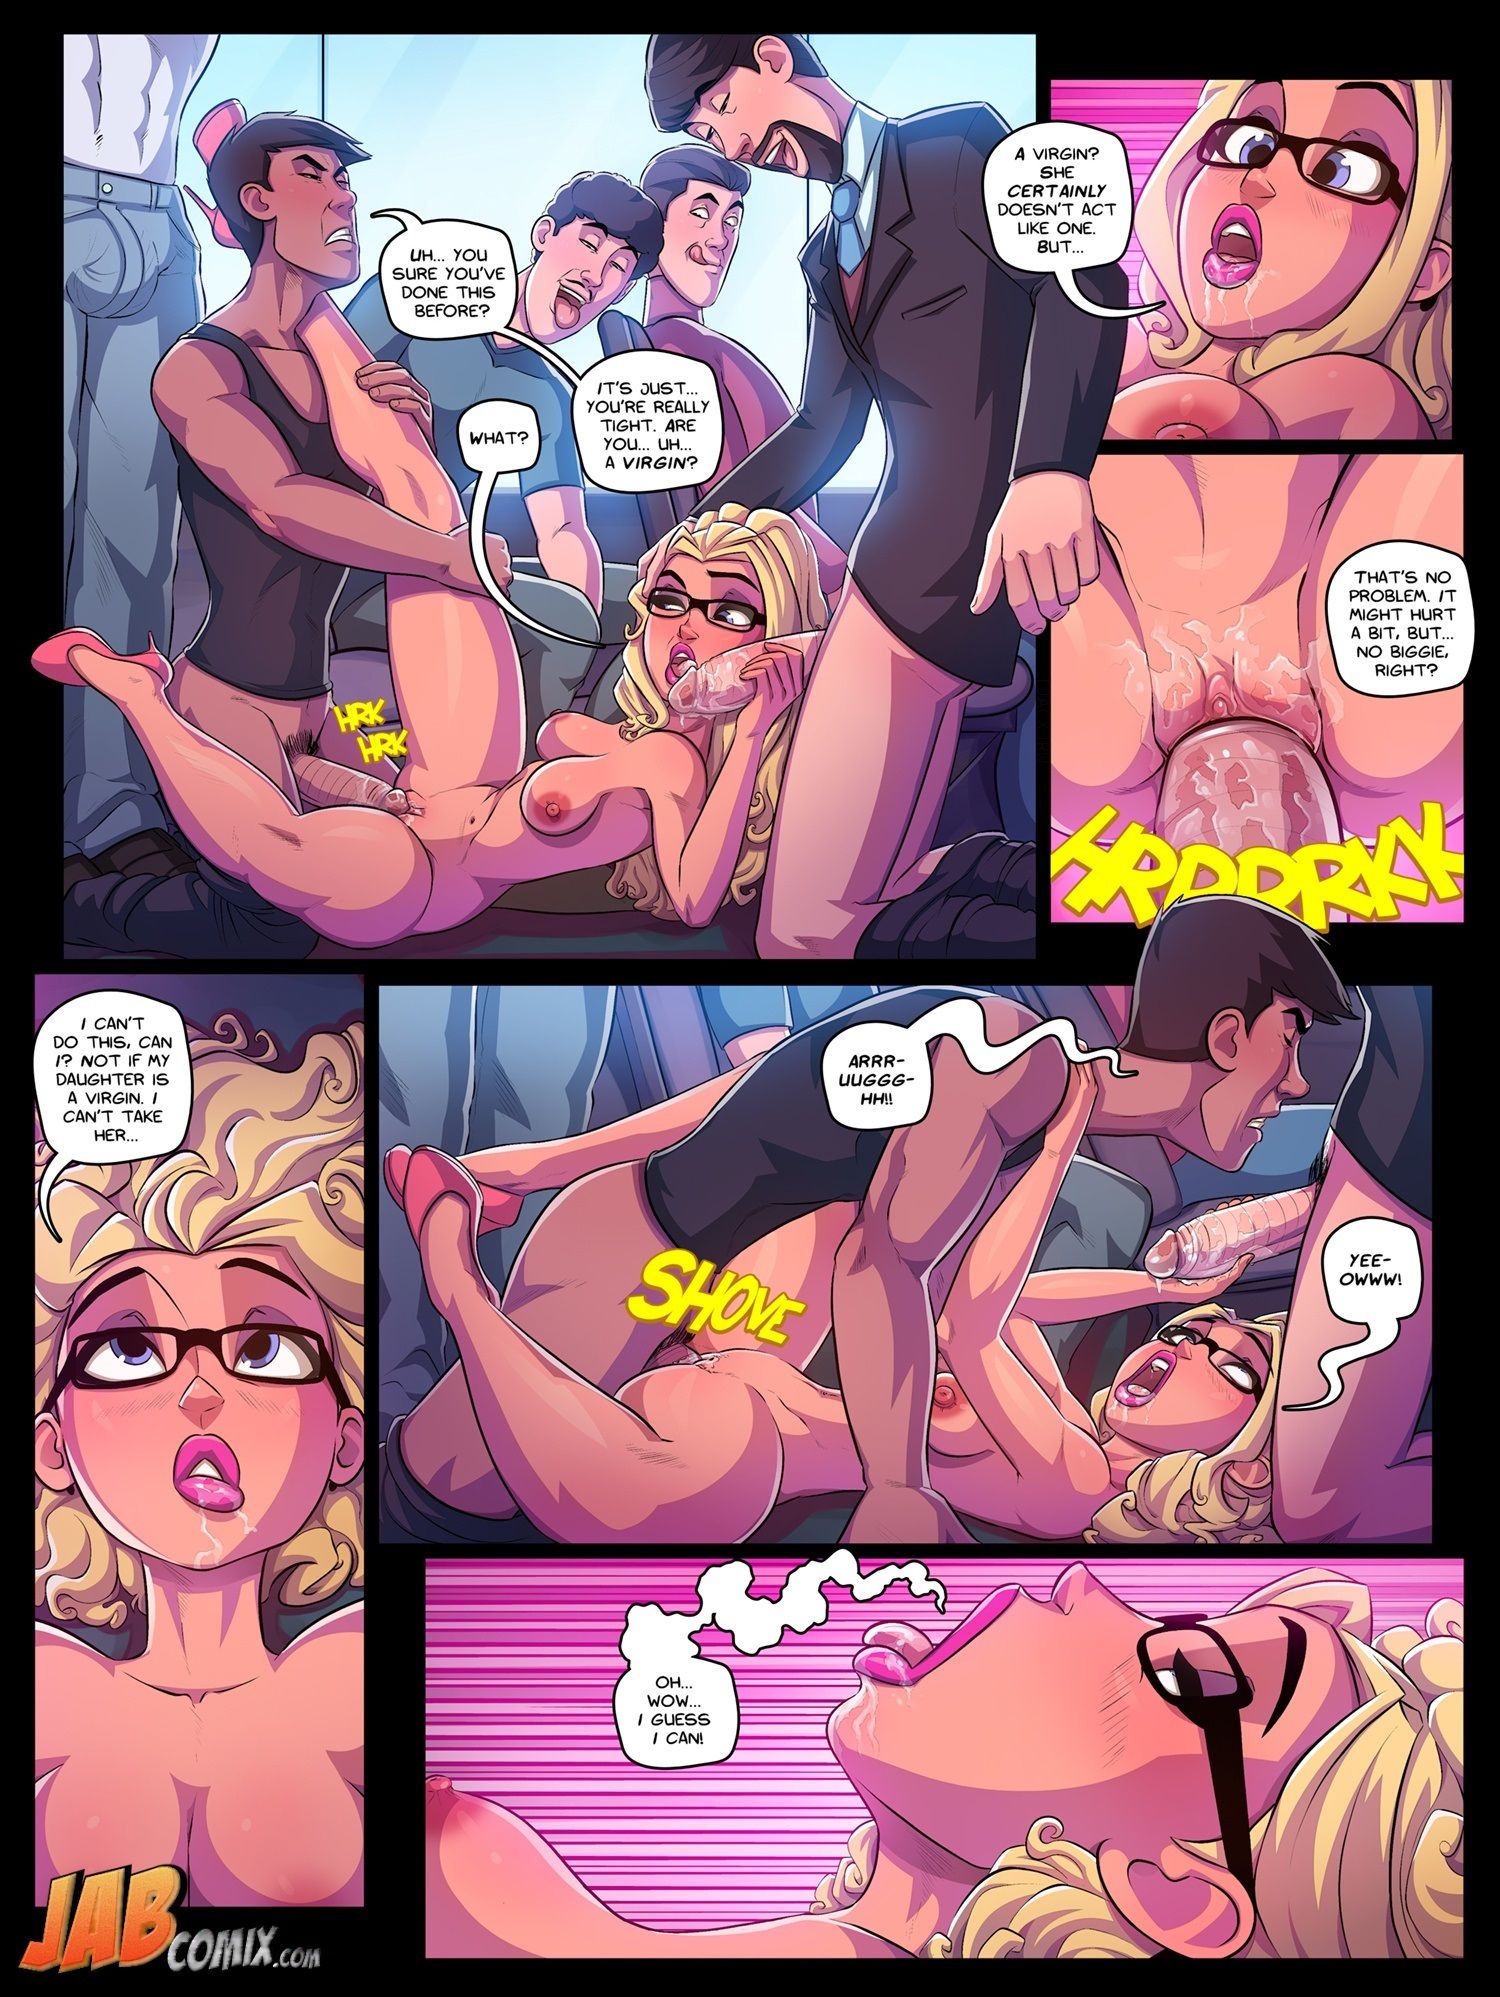 UH... YOU
SURE YOU'VE
DONE THIS
BEFORE?
IT'S JUST...
YOU'RE REALLY
TIGHT. ARE
YOU... UH...
A VIRGIN?
WHAT?
HRK
HRK
A VIRGIN?
SHE
CERTAINLY
DOESN'T ACT
LIKE ONE.
BUT...
THAT'S NO
PROBLEM. IT
MIGHT HURT
A BIT, BUT...
NO BIGGIE,
RIGHT?
HRRRRKK
I CAN'T
DO THIS, CAN
I? NOT IF MY
DAUGHTER IS
A VIRGIN. I
CAN'T TAKE
HER...
ARRR-
UUGGG-
HH!!
SHOVE
YEE-
OWWW!
OH...
WOW...
I GUESS
I CAN!
JAB
COMIX.COM